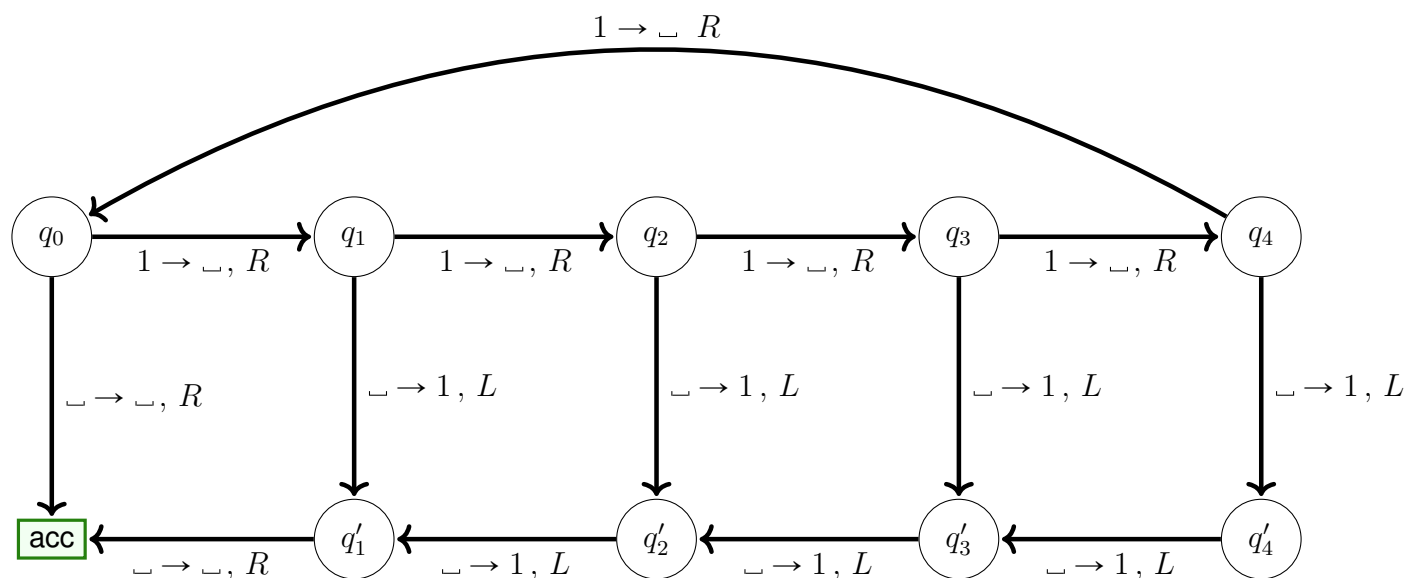 1 → ␣ R
q₀ q₁ q₂ q₃ q₄
1 → ␣, R 1 → ␣, R 1 → ␣, R 1 → ␣, R
␣ → ␣, R ␣ → 1, L ␣ → 1, L ␣ → 1, L ␣ → 1, L
acc q′₁ q′₂ q′₃ q′₄
␣ → ␣, R ␣ → 1, L ␣ → 1, L ␣ → 1, L